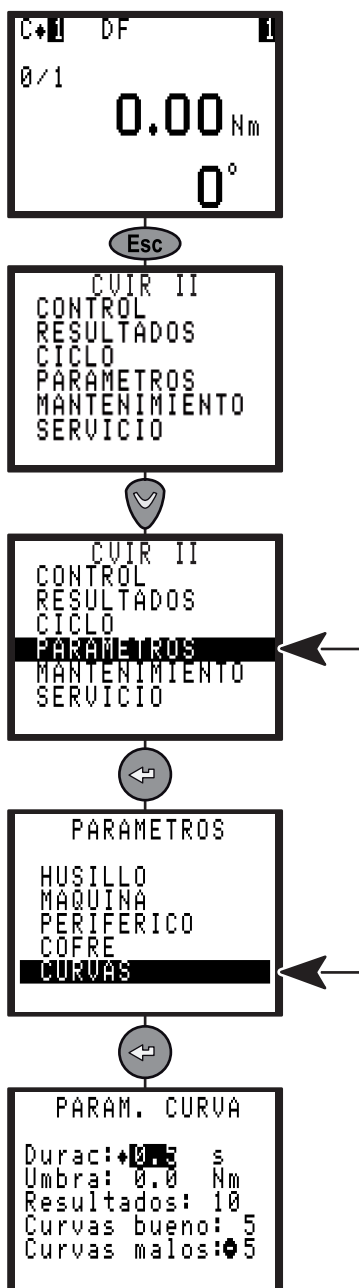 C♦1 DF 1
0/1
0.00 Nm
0°
Esc
CVIR II
CONTROL
RESULTADOS
CICLO
PARAMETROS
MANTENIMIENTO
SERVICIO
CVIR II
CONTROL
RESULTADOS
CICLO
PARAMETROS
MANTENIMIENTO
SERVICIO
PARAMETROS
HUSILLO
MAQUINA
PERIFERICO
COFRE
CURVAS
PARAM. CURVA
Durac:♦0.5 s
Umbra: 0.0 Nm
Resultados: 10
Curvas bueno: 5
Curvas malos:♦5